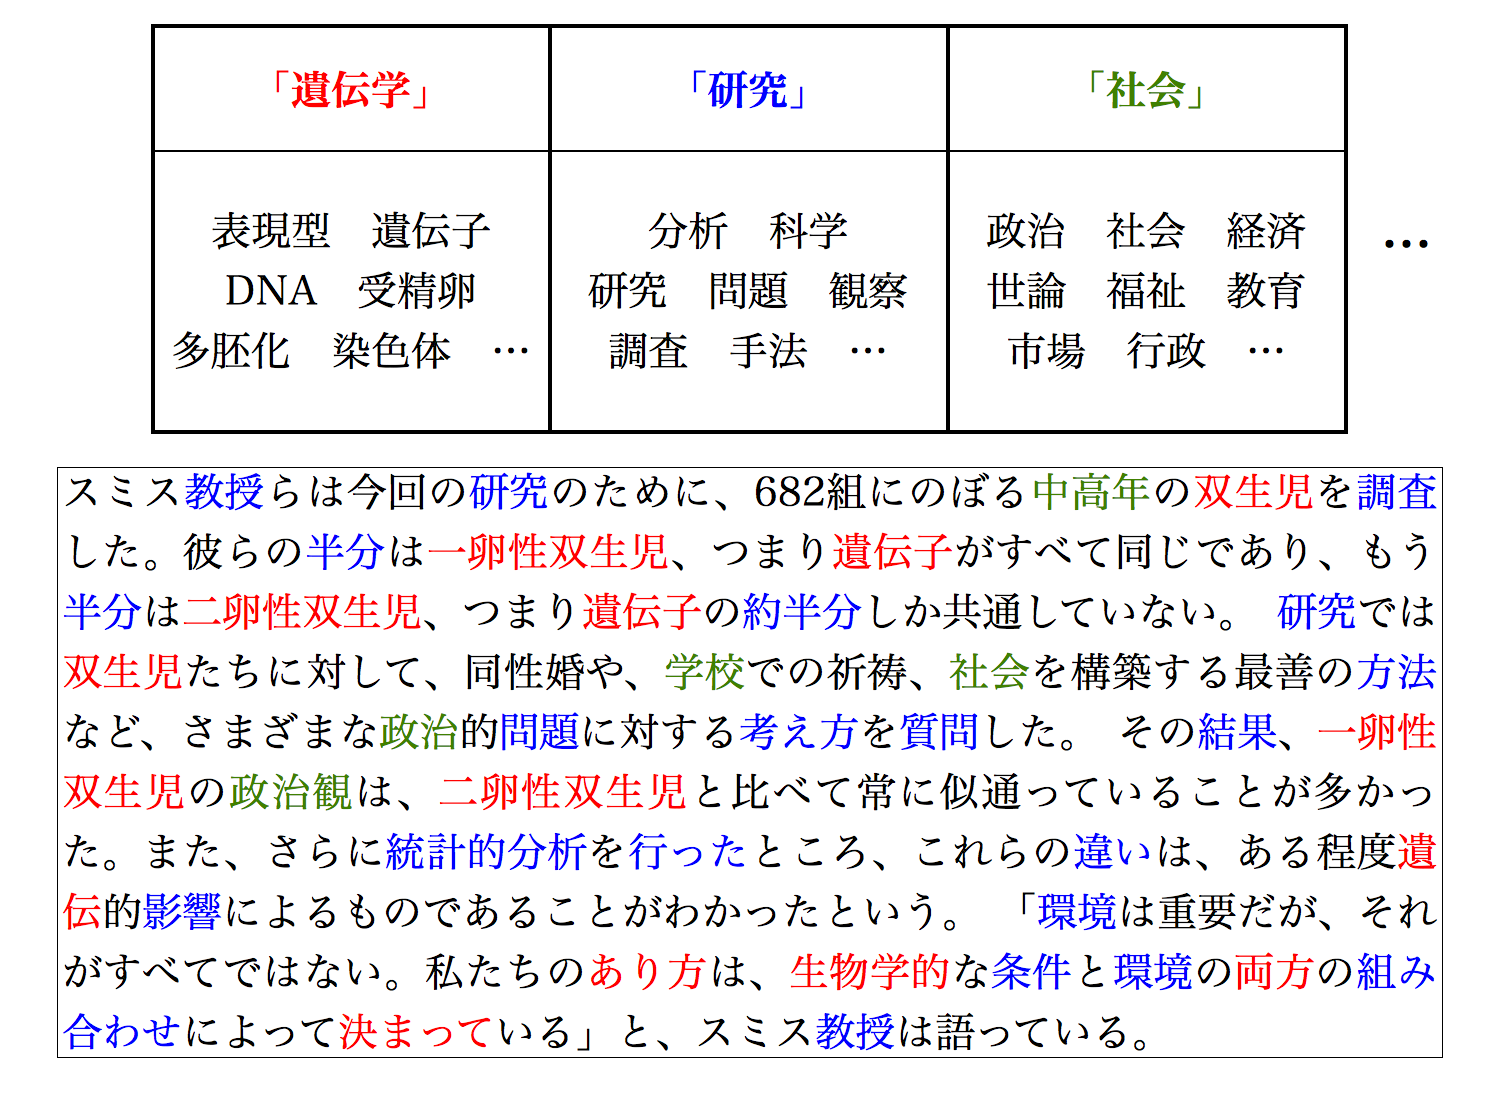 「遺伝学」 「研究」 「社会」
表現型　遺伝子
DNA　受精卵
多胚化　染色体　…
分析　科学
研究　問題　観察
調査　手法　…
政治　社会　経済
世論　福祉　教育
市場　行政　…
…
スミス教授らは今回の研究のために、682組にのぼる中高年の双生児を調査
した。彼らの半分は一卵性双生児、つまり遺伝子がすべて同じであり、もう
半分は二卵性双生児、つまり遺伝子の約半分しか共通していない。 研究では
双生児たちに対して、同性婚や、学校での祈祷、社会を構築する最善の方法
など、さまざまな政治的問題に対する考え方を質問した。 その結果、一卵性
双生児の政治観は、二卵性双生児と比べて常に似通っていることが多かっ
た。また、さらに統計的分析を行ったところ、これらの違いは、ある程度遺
伝的影響によるものであることがわかったという。 「環境は重要だが、それ
がすべてではない。私たちのあり方は、生物学的な条件と環境の両方の組み
合わせによって決まっている」と、スミス教授は語っている。